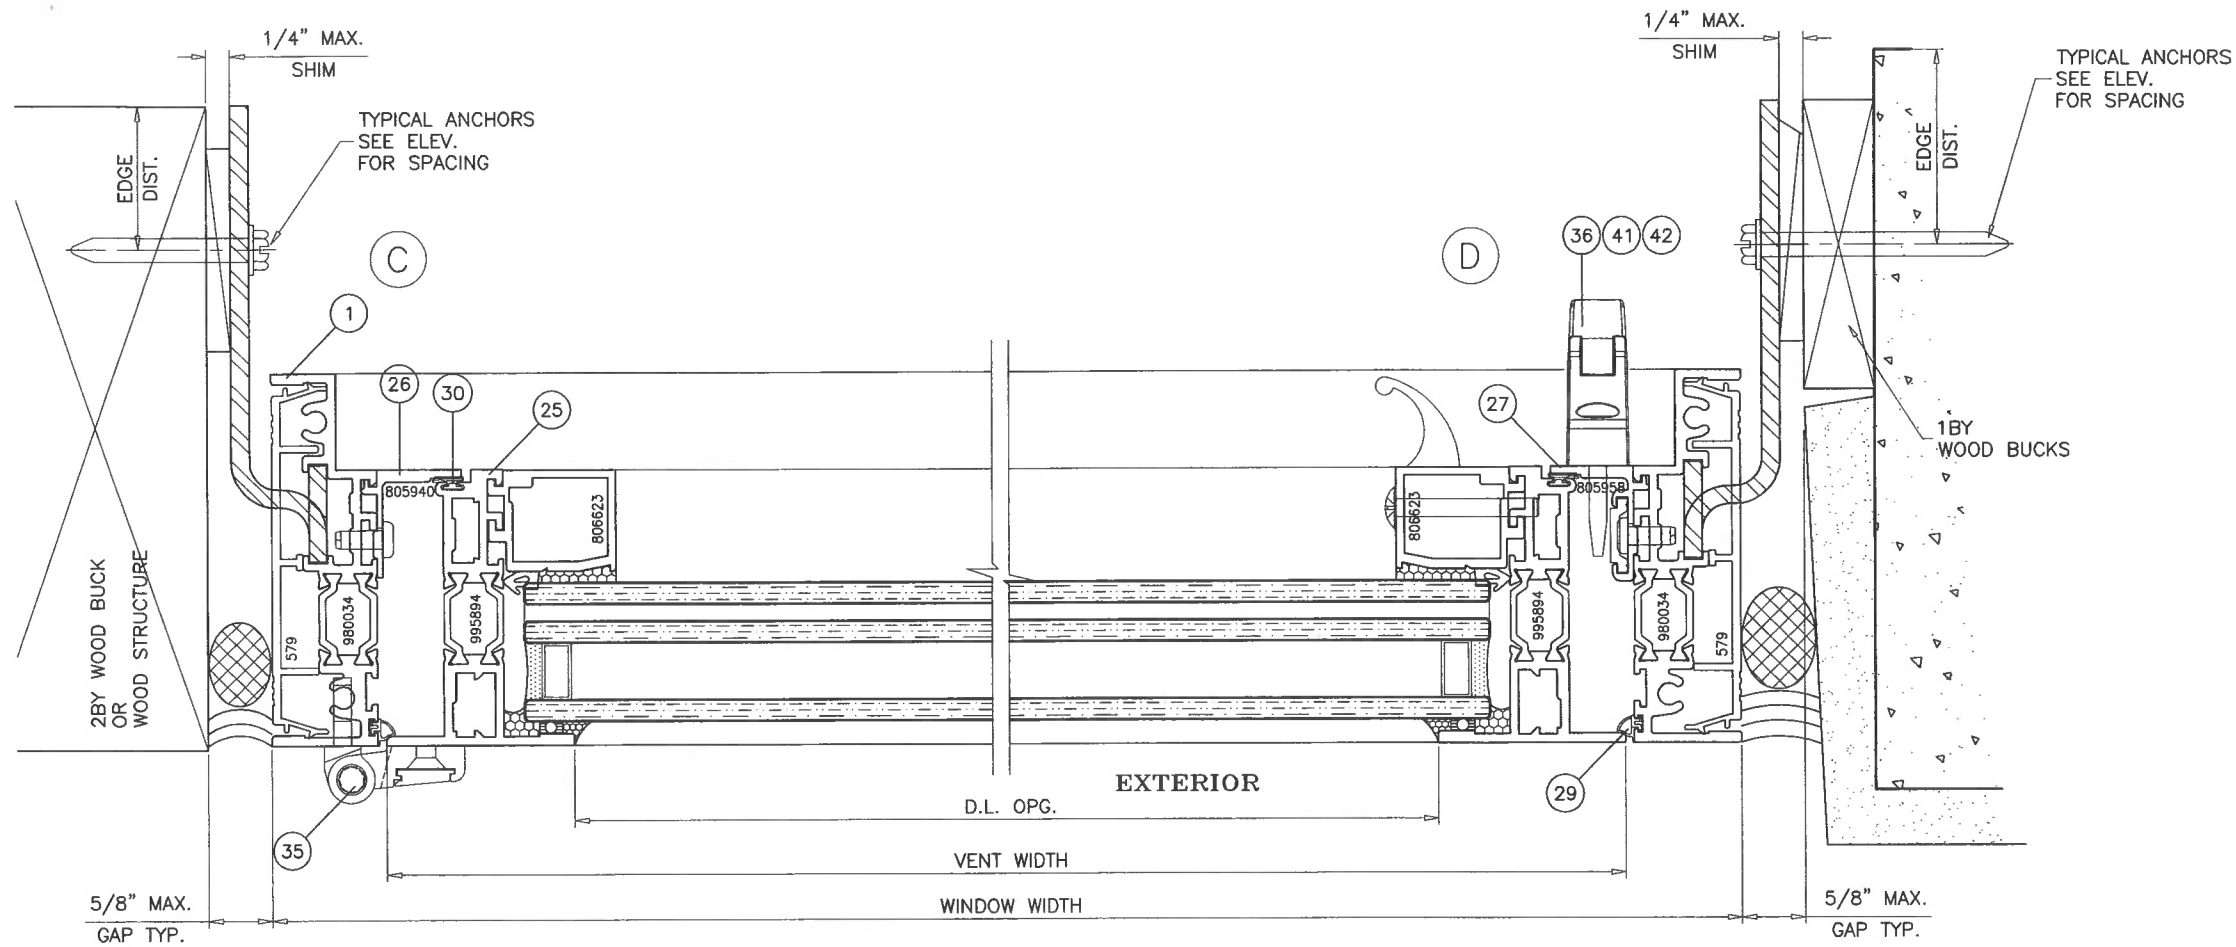 1/4" MAX.
SHIM
1/4" MAX.
SHIM
TYPICAL ANCHORS
SEE ELEV.
FOR SPACING
TYPICAL ANCHORS
SEE ELEV.
FOR SPACING
EDGE
DIST.
EDGE
DIST.
C
D
36
41
42
1
26
30
25
27
1BY
WOOD BUCKS
805940
806623
806623
805958
2BY WOOD BUCK
OR
WOOD STRUCTURE
579
980034
995894
995894
980034
579
EXTERIOR
29
35
D.L. OPG.
VENT WIDTH
WINDOW WIDTH
5/8" MAX.
GAP TYP.
5/8" MAX.
GAP TYP.